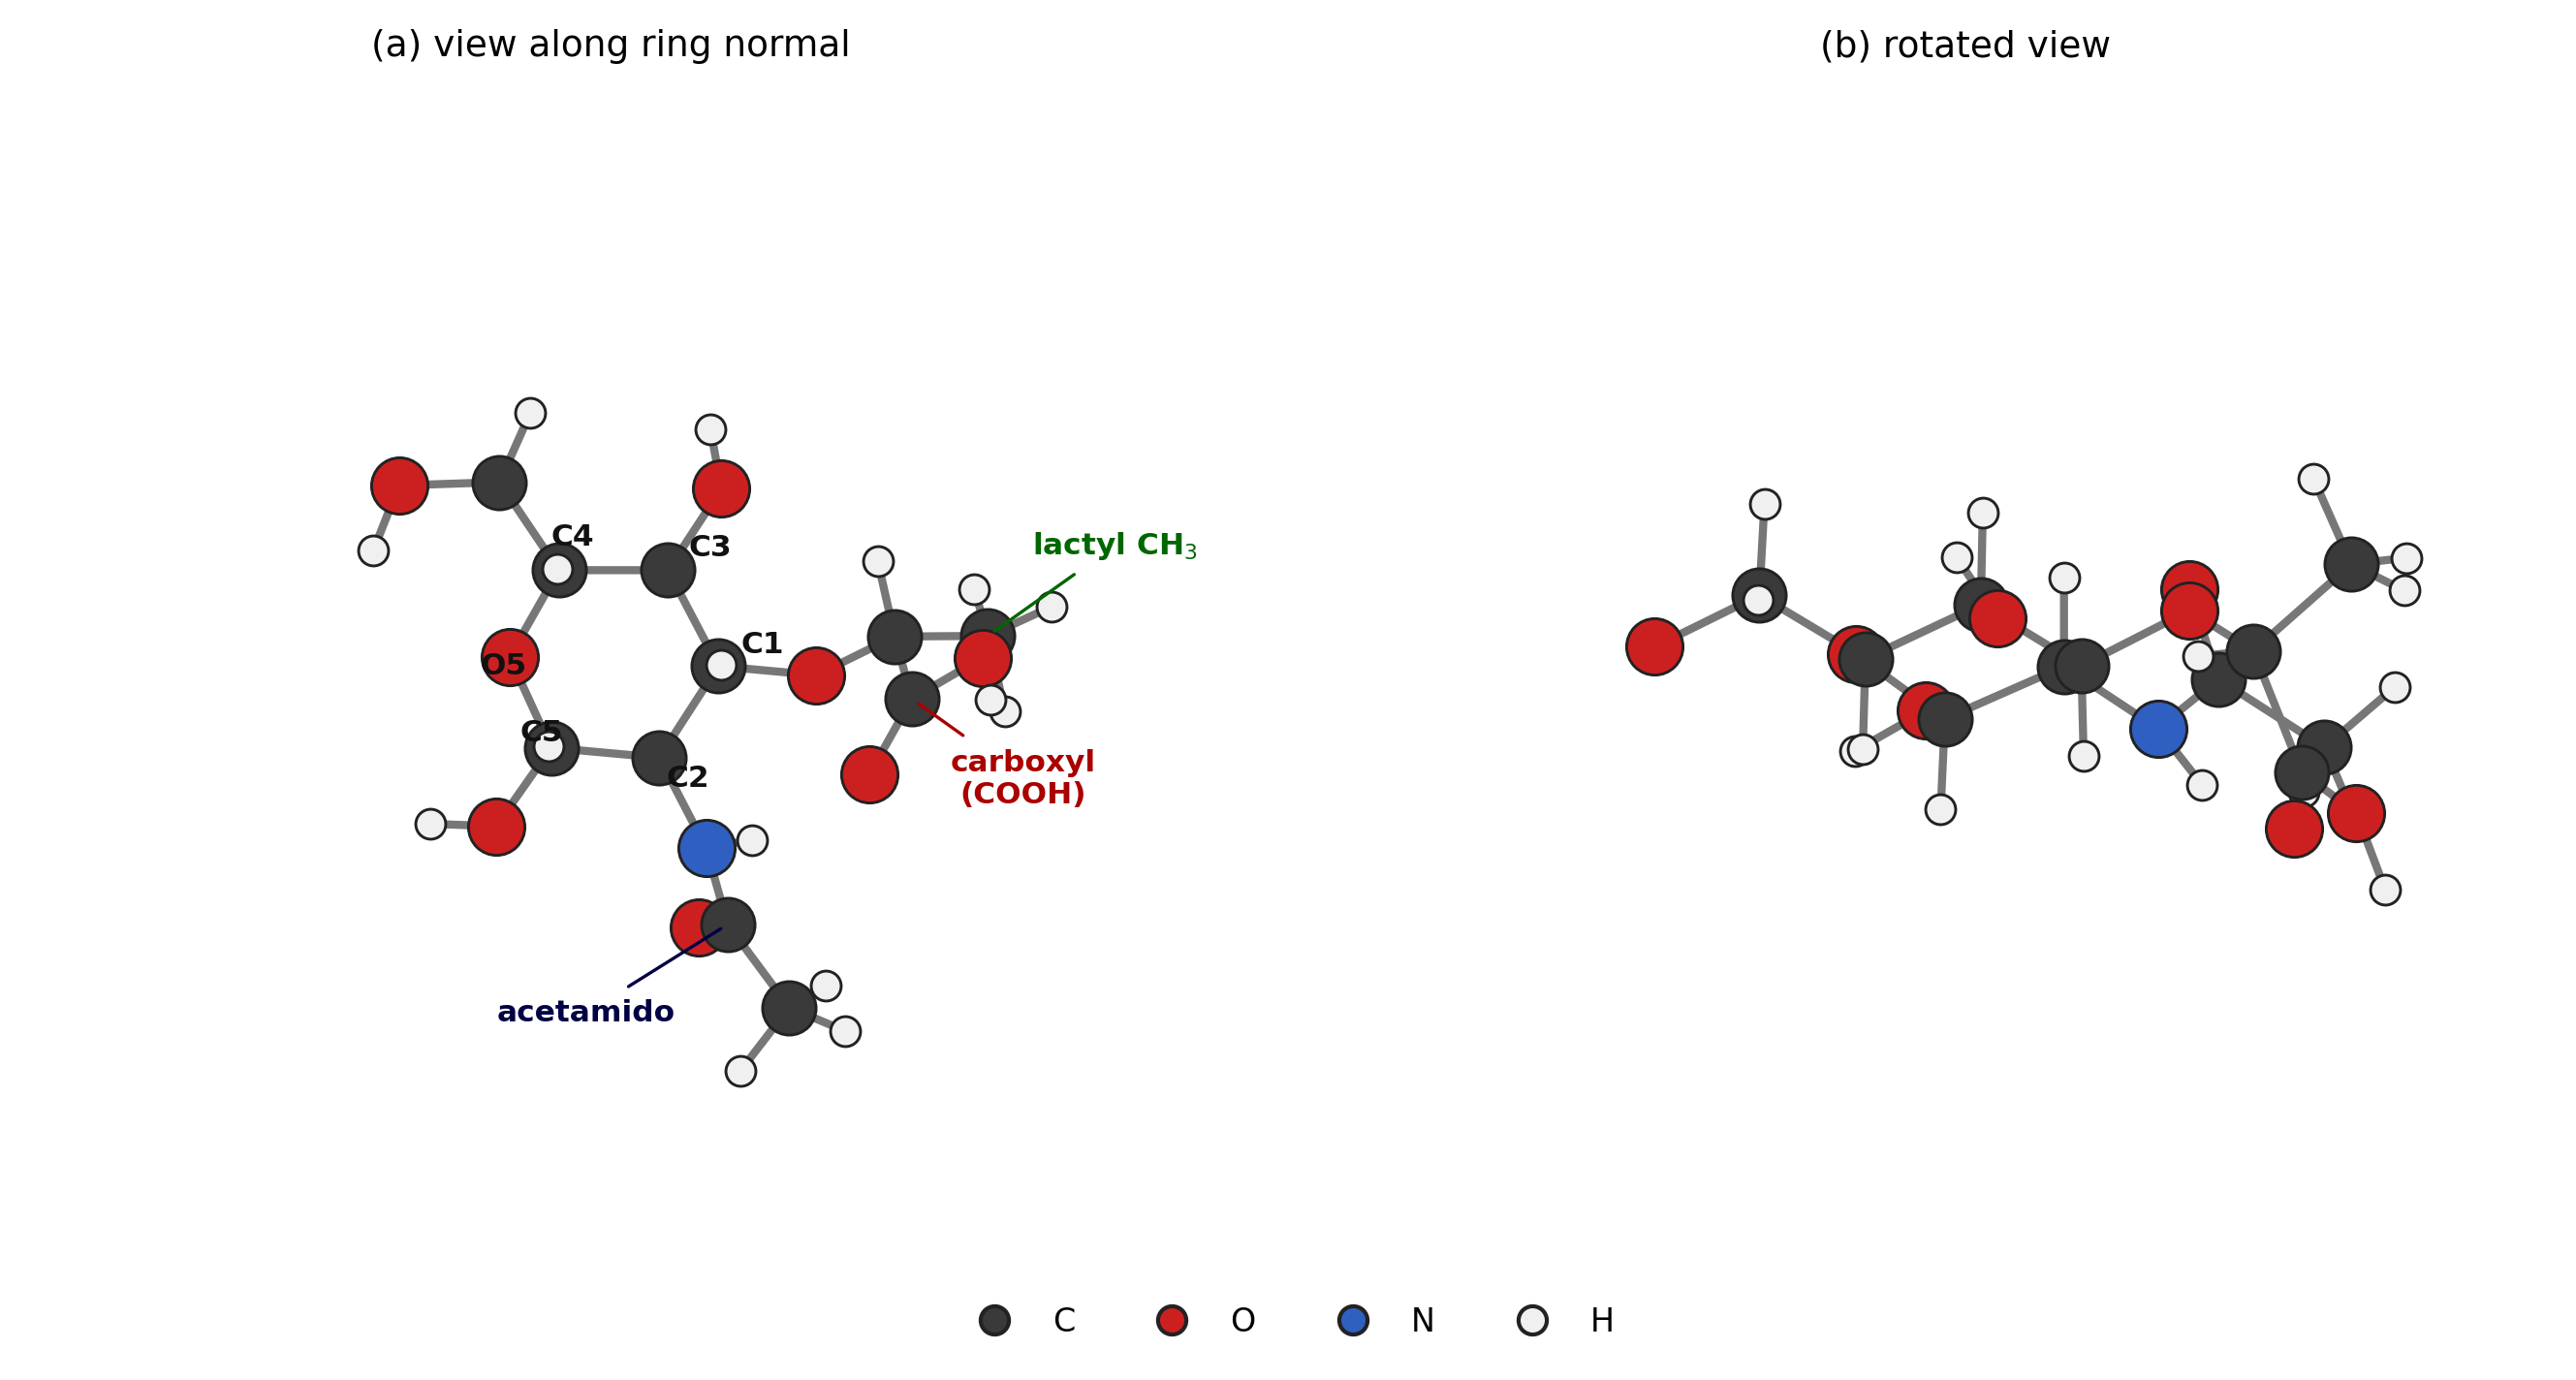 (a) view along ring normal
(b) rotated view
C4
C3
lactyl CH₃
C1
O5
C5
C2
carboxyl
(COOH)
acetamido
C
O
N
H